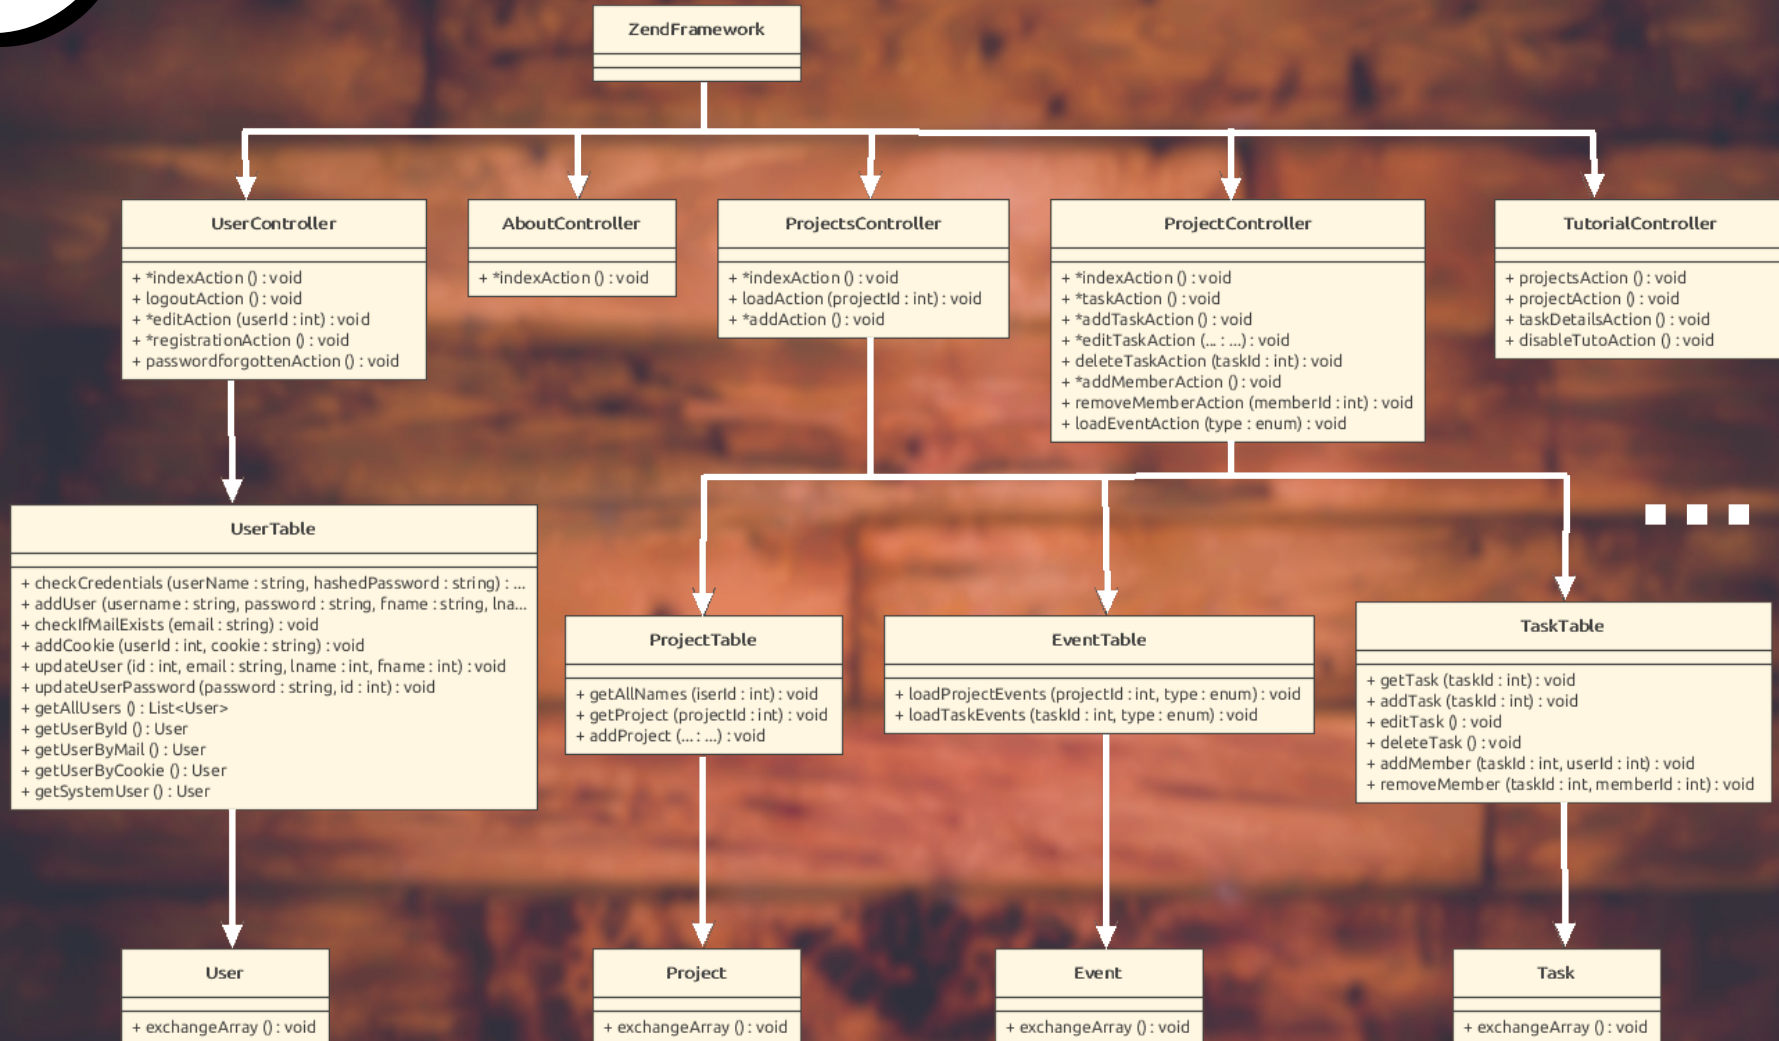 ZendFramework
UserController
+ *indexAction () : void
+ logoutAction () : void
+ *editAction (userId : int) : void
+ *registrationAction () : void
+ passwordforgottenAction () : void
AboutController
+ *indexAction () : void
ProjectsController
+ *indexAction () : void
+ loadAction (projectId : int) : void
+ *addAction () : void
ProjectController
+ *indexAction () : void
+ *taskAction () : void
+ *addTaskAction () : void
+ *editTaskAction (... : ...) : void
+ deleteTaskAction (taskId : int) : void
+ *addMemberAction () : void
+ removeMemberAction (memberId : int) : void
+ loadEventAction (type : enum) : void
TutorialController
+ projectsAction () : void
+ projectAction () : void
+ taskDetailsAction () : void
+ disableTutoAction () : void
UserTable
+ checkCredentials (userName : string, hashedPassword : string) : ...
+ addUser (username : string, password : string, fname : string, lna...
+ checkIfMailExists (email : string) : void
+ addCookie (userId : int, cookie : string) : void
+ updateUser (id : int, email : string, lname : int, fname : int) : void
+ updateUserPassword (password : string, id : int) : void
+ getAllUsers () : List<User>
+ getUserById () : User
+ getUserByMail () : User
+ getUserByCookie () : User
+ getSystemUser () : User
ProjectTable
+ getAllNames (iserId : int) : void
+ getProject (projectId : int) : void
+ addProject (... : ...) : void
EventTable
+ loadProjectEvents (projectId : int, type : enum) : void
+ loadTaskEvents (taskId : int, type : enum) : void
TaskTable
+ getTask (taskId : int) : void
+ addTask (taskId : int) : void
+ editTask () : void
+ deleteTask () : void
+ addMember (taskId : int, userId : int) : void
+ removeMember (taskId : int, memberId : int) : void
...
User
+ exchangeArray () : void
Project
+ exchangeArray () : void
Event
+ exchangeArray () : void
Task
+ exchangeArray () : void